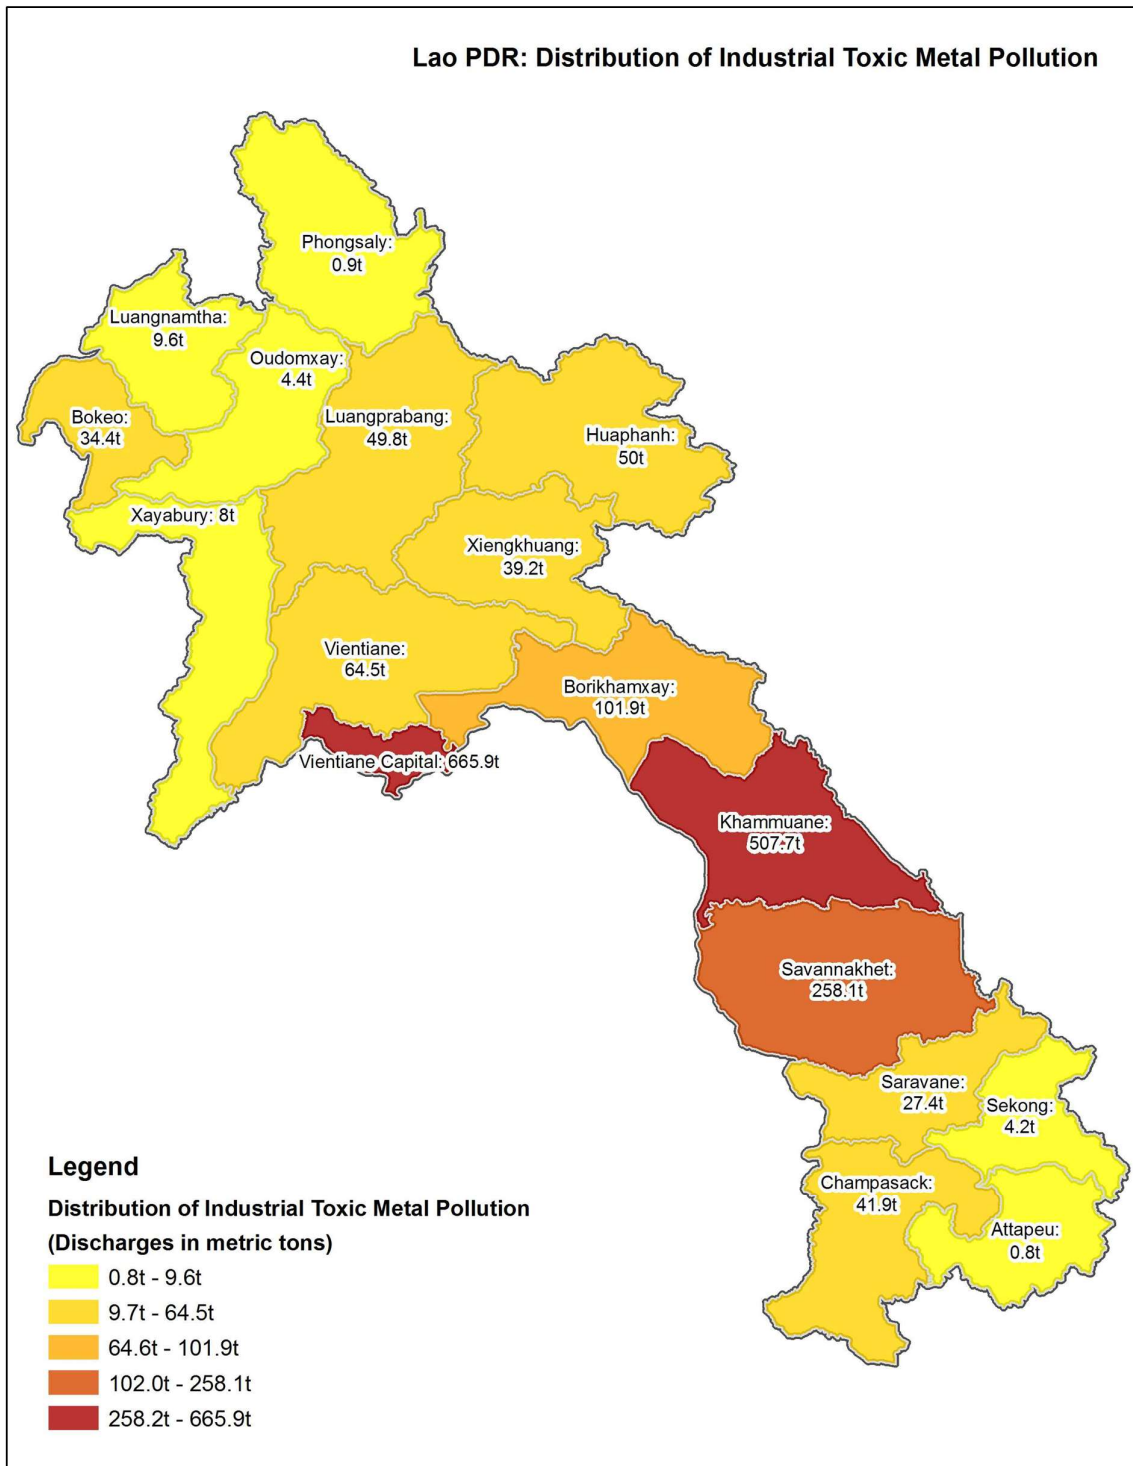 Lao PDR: Distribution of Industrial Toxic Metal Pollution
Phongsaly:
0.9t
Luangnamtha:
9.6t
Oudomxay:
4.4t
Bokeo:
34.4t
Luangprabang:
49.8t
Huaphanh:
50t
Xayabury: 8t
Xiengkhuang:
39.2t
Vientiane:
64.5t
Borikhamxay:
101.9t
Vientiane Capital: 665.9t
Khammuane:
507.7t
Savannakhet:
258.1t
Saravane:
27.4t
Sekong:
4.2t
Champasack:
41.9t
Attapeu:
0.8t
Legend
Distribution of Industrial Toxic Metal Pollution
(Discharges in metric tons)
0.8t - 9.6t
9.7t - 64.5t
64.6t - 101.9t
102.0t - 258.1t
258.2t - 665.9t